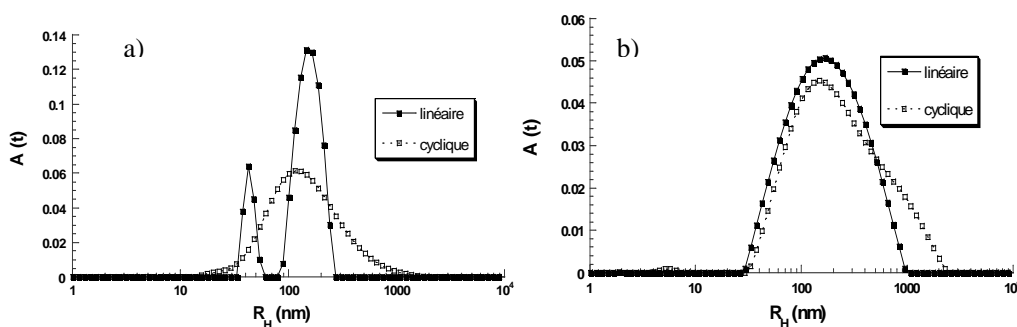 a)
0.14
0.12
0.1
0.08
0.06
0.04
0.02
0
A (t)
linéaire
cyclique
1 10 100 1000 10⁴
R_H (nm)
b)
0.06
0.05
0.04
0.03
0.02
0.01
0
A (t)
linéaire
cyclique
1 10 100 1000 10
R_H (nm)